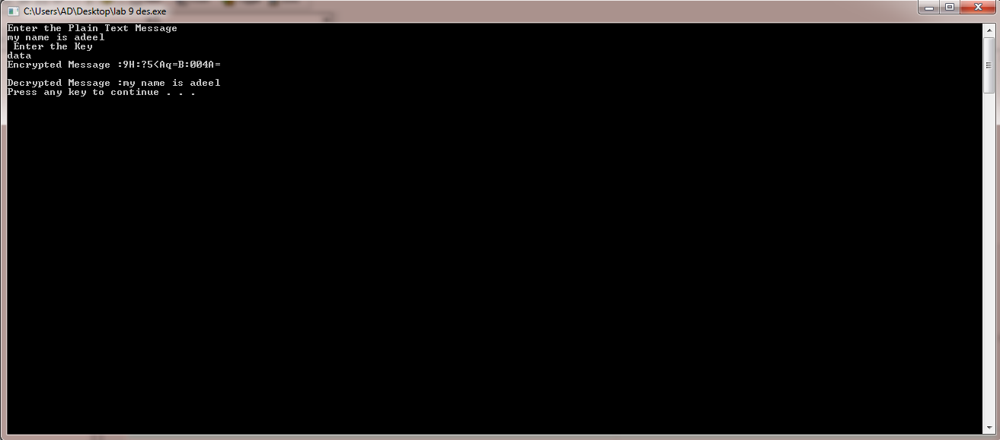 C:\Users\AD\Desktop\lab 9 des.exe
Enter the Plain Text Message
my name is adeel
 Enter the Key
data
Encrypted Message :9H:?5<Aq=B:004A=
Decrypted Message :my name is adeel
Press any key to continue . . .